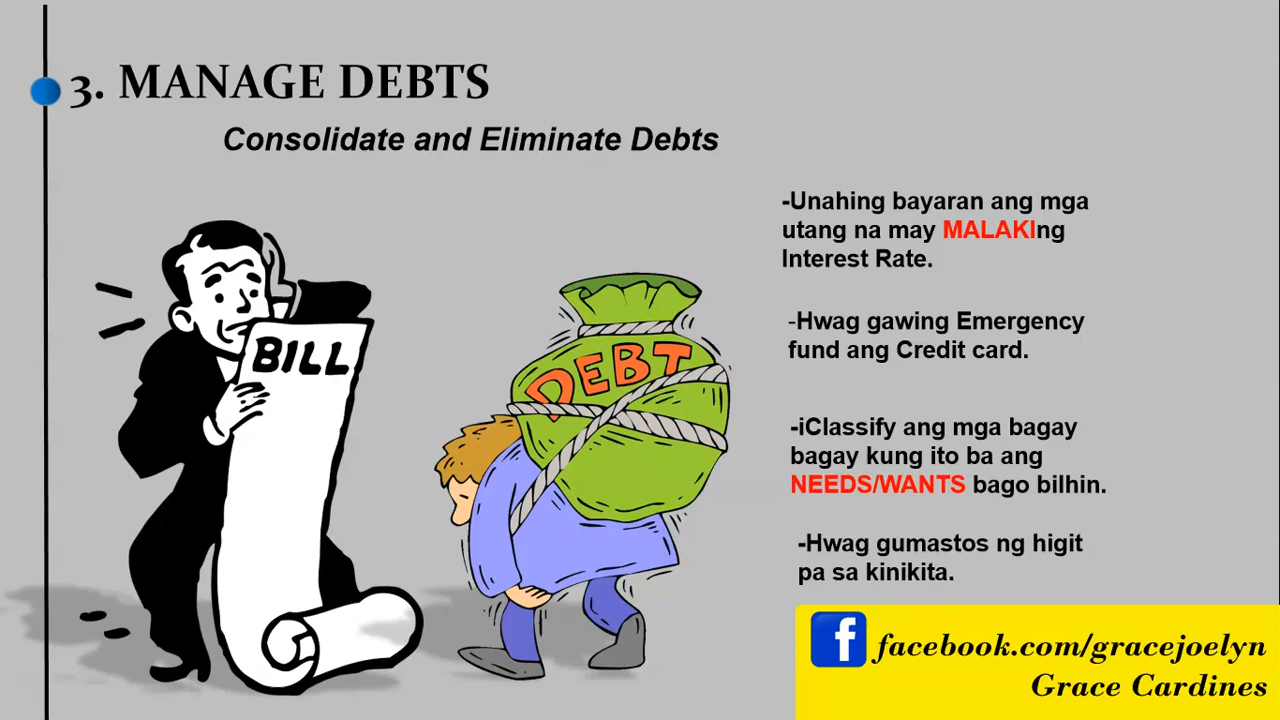 3. MANAGE DEBTS
Consolidate and Eliminate Debts
-Unahing bayaran ang mga
utang na may MALAKIng
Interest Rate.
-Hwag gawing Emergency
fund ang Credit card.
-iClassify ang mga bagay
bagay kung ito ba ang
NEEDS/WANTS bago bilhin.
-Hwag gumastos ng higit
pa sa kinikita.
BILL
DEBT
f
facebook.com/gracejoelyn
Grace Cardines